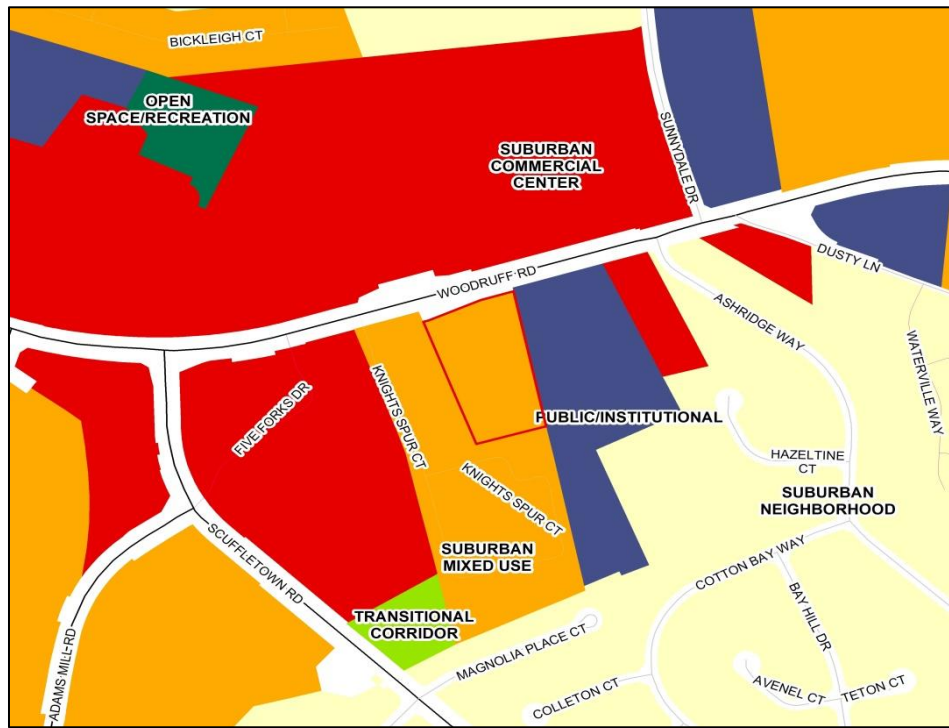 BICKLEIGH CT
OPEN
SPACE/RECREATION
SUBURBAN
COMMERCIAL
CENTER
SUNNYDALE DR
WOODRUFF RD
DUSTY LN
ASHRIDGE WAY
WATERVILLE WAY
FIVE FORKS DR
KNIGHTS SPUR CT
PUBLIC/INSTITUTIONAL
HAZELTINE
CT
KNIGHTS SPUR CT
SUBURBAN
NEIGHBORHOOD
SCUFFLETOWN RD
SUBURBAN
MIXED USE
COTTON BAY WAY
BAY HILL DR
TRANSITIONAL
CORRIDOR
MAGNOLIA PLACE CT
ADAMS MILL RD
COLLETON CT
AVENEL CT
TETON CT